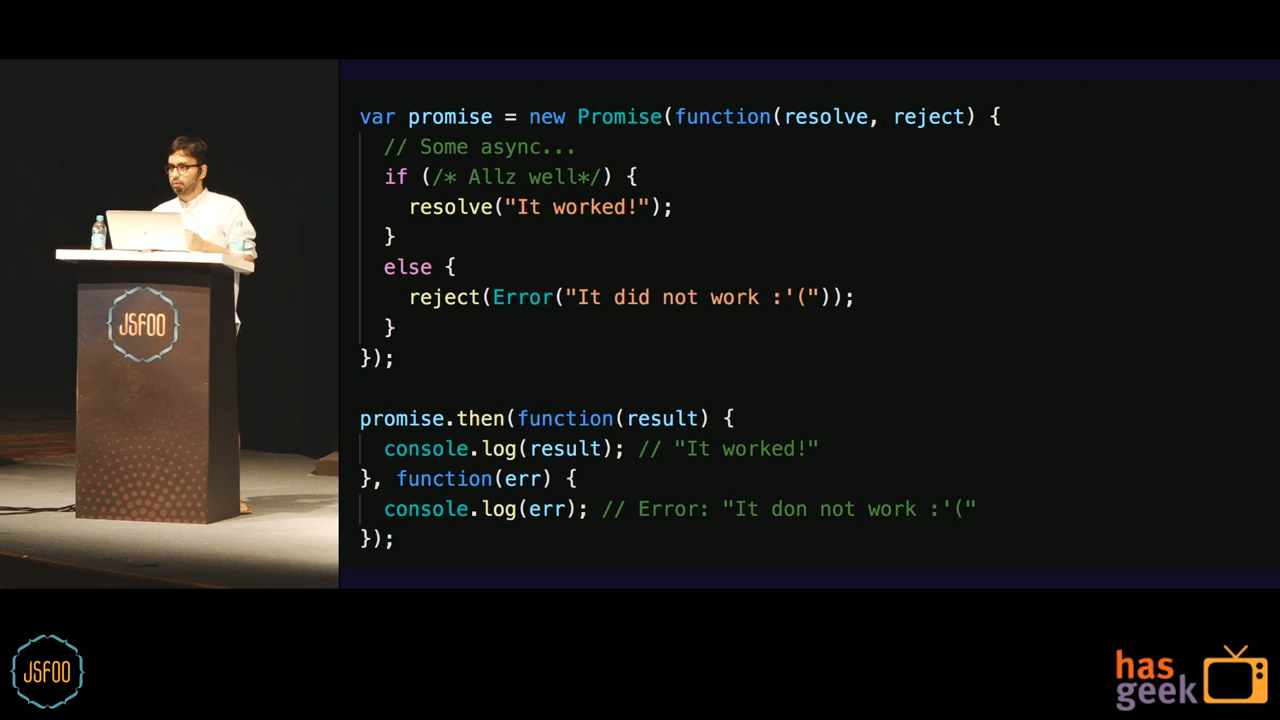 var promise = new Promise(function(resolve, reject) {
// Some async...
if (/* Allz well*/) {
resolve("It worked!");
}
else {
reject(Error("It did not work :'("));
}
});
promise.then(function(result) {
console.log(result); // "It worked!"
}, function(err) {
console.log(err); // Error: "It don not work :'("
});
JSFOO
JSFOO
has
geek